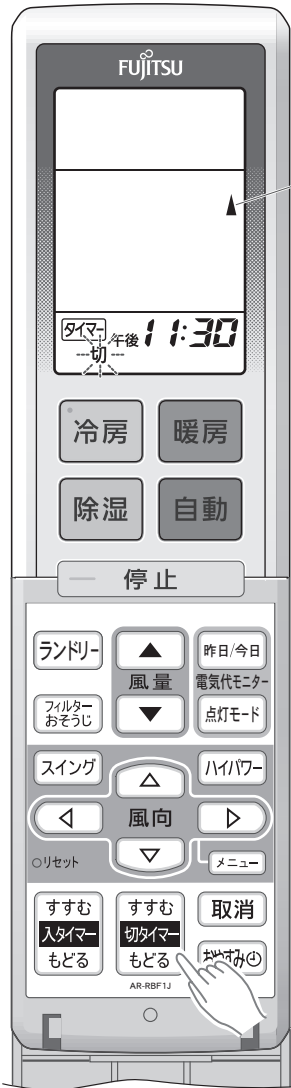 FUJITSU
タイマー 午後 11:30
切
冷房 暖房
除湿 自動
停止
ランドリー 風量 昨日/今日
電気代モニター
フィルター
おそうじ
点灯モード
スイング ハイパワー
風向
リセット メニュー
すすむ すすむ 取消
入タイマー 切タイマー
もどる もどる おやすみ
AR-RBF1J